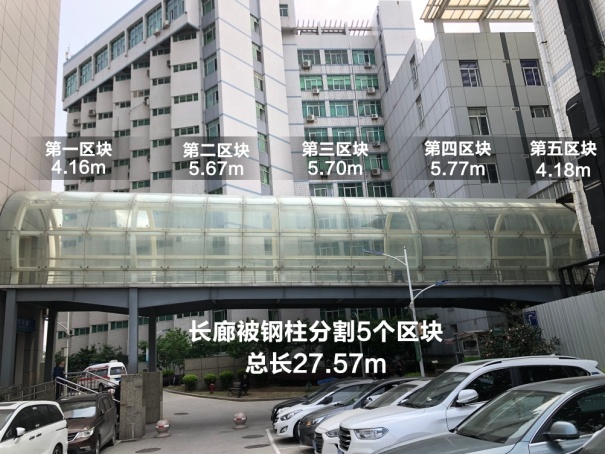 第一区块
4.16m
第二区块
5.67m
第三区块
5.70m
第四区块
5.77m
第五区块
4.18m
长廊被钢柱分割5个区块
总长27.57m